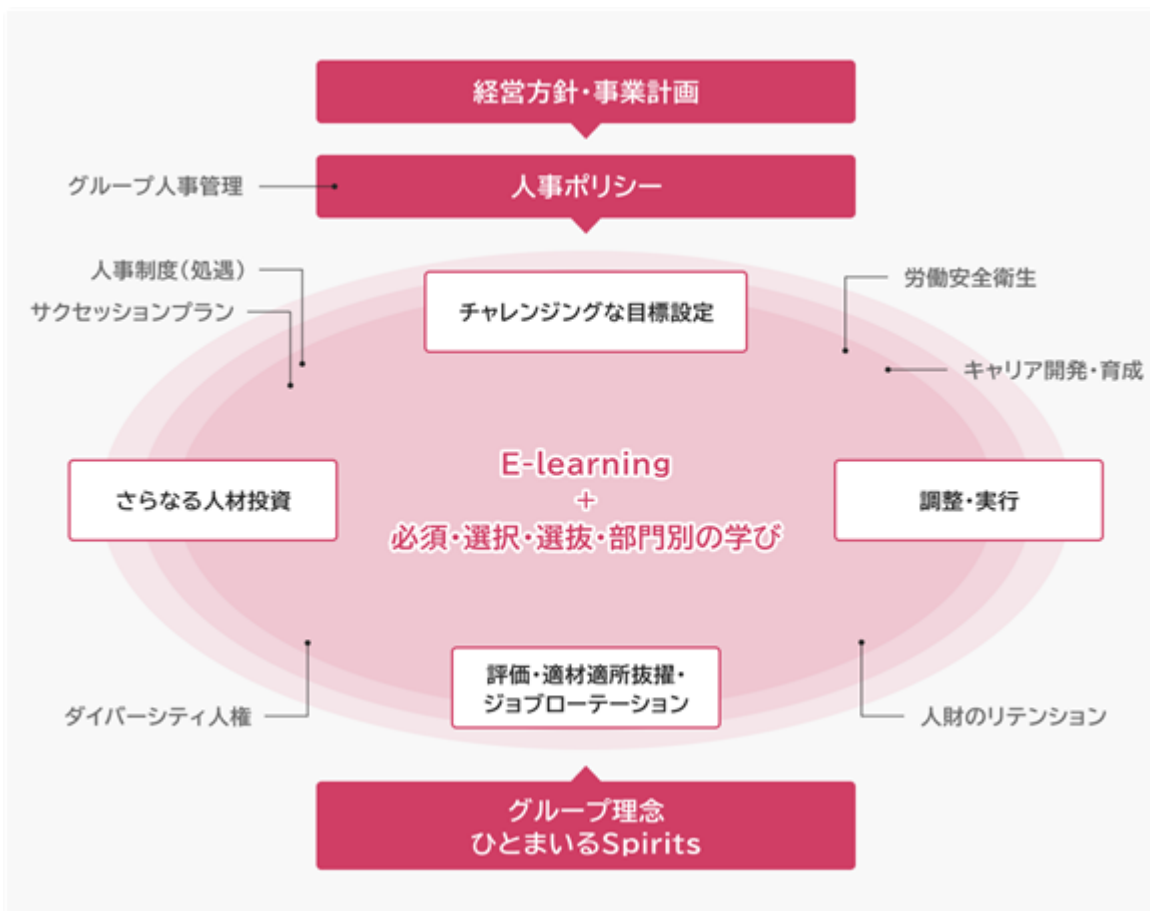 経営方針・事業計画
グループ人事管理
人事ポリシー
人事制度(処遇)
サクセッションプラン
チャレンジングな目標設定
労働安全衛生
キャリア開発・育成
さらなる人材投資
E-learning
+
必須・選択・選抜・部門別の学び
調整・実行
ダイバーシティ人権
評価・適材適所抜擢・
ジョブローテーション
人財のリテンション
グループ理念
ひとまいるSpirits